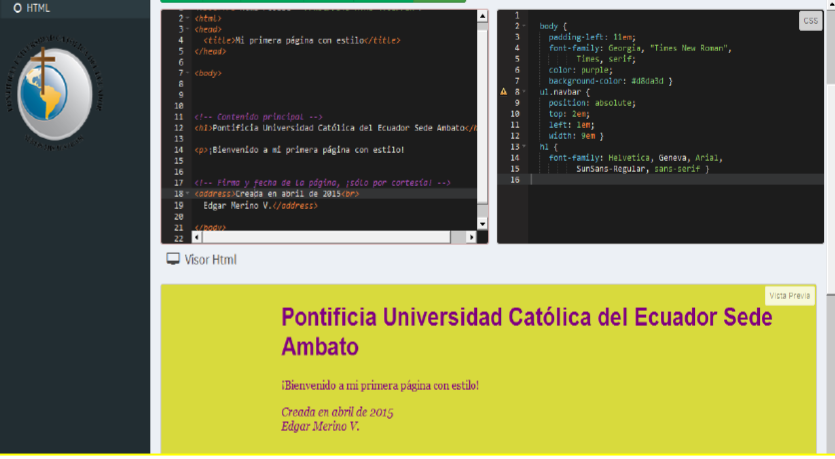 HTML
2 <html>
3 <head>
4 <title>Mi primera página con estilo</title>
5 </head>
6
7 <body>
8
9
10
11 <!-- Contenido principal -->
12 <h1>Pontificia Universidad Católica del Ecuador Sede Ambato</h
13
14 <p>¡Bienvenido a mi primera página con estilo!
15
16
17 <!-- Firma y fecha de la página, ¡sólo por cortesía! -->
18 <address>Creada en abril de 2015<br>
19 Edgar Merino V.</address>
20
21 </body>
22
CSS
1
2 body {
3 padding-left: 11em;
4 font-family: Georgia, "Times New Roman",
5 Times, serif;
6 color: purple;
7 background-color: #d8da3d }
8 ul.navbar {
9 position: absolute;
10 top: 2em;
11 left: 1em;
12 width: 9em }
13 h1 {
14 font-family: Helvetica, Geneva, Arial,
15 SunSans-Regular, sans-serif }
16
Visor Html
Vista Previa
Pontificia Universidad Católica del Ecuador Sede
Ambato
¡Bienvenido a mi primera página con estilo!
Creada en abril de 2015
Edgar Merino V.